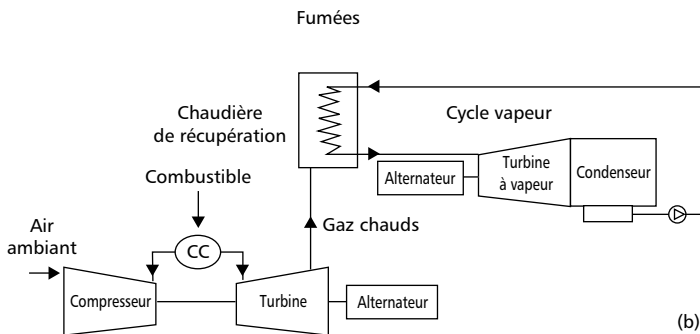 Fumées
Chaudière
de récupération
Cycle vapeur
Combustible
Alternateur
Turbine
à vapeur
Condenseur
Air
ambiant
CC
Gaz chauds
Compresseur
Turbine
Alternateur
(b)